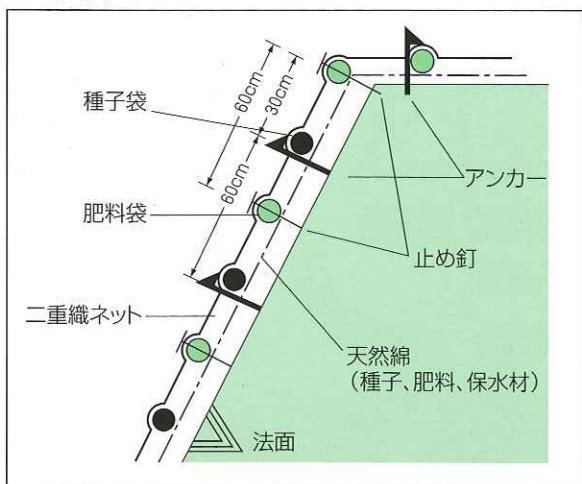 60cm
30cm
種子袋
60cm
アンカー
肥料袋
止め釘
二重織ネット
天然綿
(種子、肥料、保水材)
法面